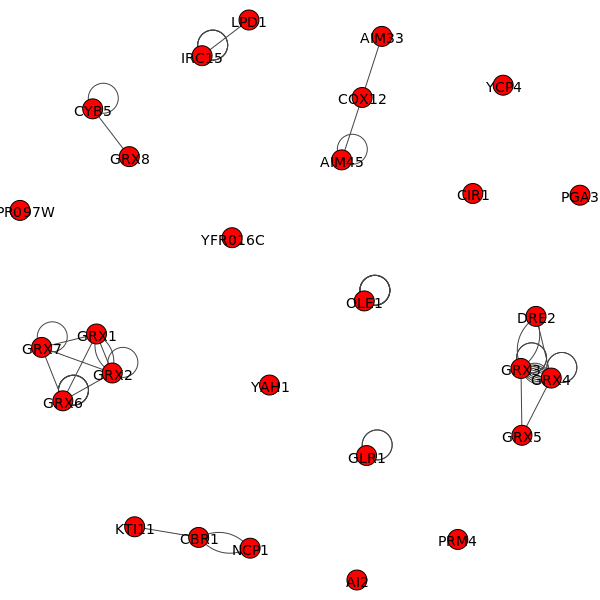 LPD1
AIM33
IRC15
YCP4
COX12
CYB5
GRX8
AIM45
CIR1
PGA3
PR097W
YFR016C
OLE1
DRE2
GRX1
GRX7
GRX2
GRX3
GRX4
YAH1
GRX6
GRX5
GLR1
KTI11
CBR1
NCP1
PRM4
AI2